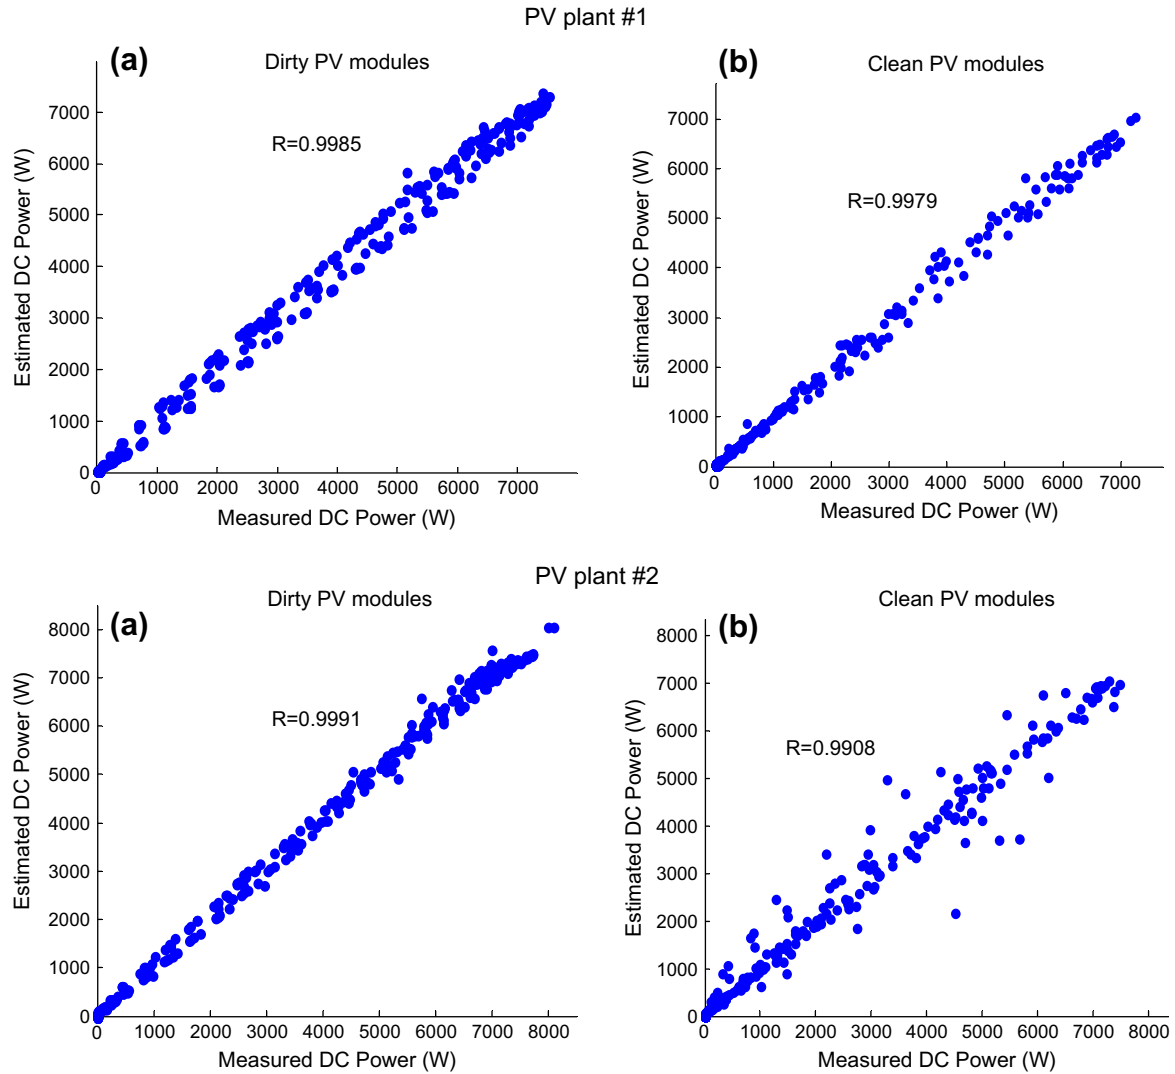 PV plant #1
(a)
Dirty PV modules
R=0.9985
Estimated DC Power (W)
7000
6000
5000
4000
3000
2000
1000
0
0 1000 2000 3000 4000 5000 6000 7000
Measured DC Power (W)
(b)
Clean PV modules
R=0.9979
Estimated DC Power (W)
7000
6000
5000
4000
3000
2000
1000
0
0 1000 2000 3000 4000 5000 6000 7000
Measured DC Power (W)
PV plant #2
(a)
Dirty PV modules
R=0.9991
Estimated DC Power (W)
8000
7000
6000
5000
4000
3000
2000
1000
0
0 1000 2000 3000 4000 5000 6000 7000 8000
Measured DC Power (W)
(b)
Clean PV modules
R=0.9908
Estimated DC Power (W)
8000
7000
6000
5000
4000
3000
2000
1000
0
0 1000 2000 3000 4000 5000 6000 7000 8000
Measured DC Power (W)